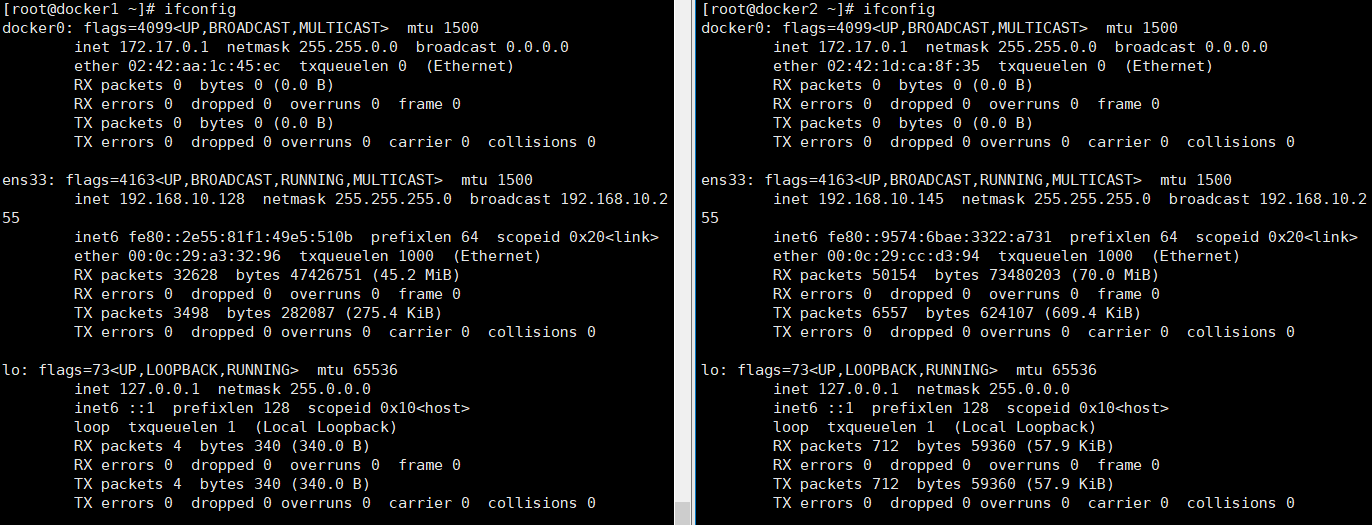 [root@docker1 ~]# ifconfig
docker0: flags=4099<UP,BROADCAST,MULTICAST>  mtu 1500
        inet 172.17.0.1  netmask 255.255.0.0  broadcast 0.0.0.0
        ether 02:42:aa:1c:45:ec  txqueuelen 0  (Ethernet)
        RX packets 0  bytes 0 (0.0 B)
        RX errors 0  dropped 0  overruns 0  frame 0
        TX packets 0  bytes 0 (0.0 B)
        TX errors 0  dropped 0 overruns 0  carrier 0  collisions 0

ens33: flags=4163<UP,BROADCAST,RUNNING,MULTICAST>  mtu 1500
        inet 192.168.10.128  netmask 255.255.255.0  broadcast 192.168.10.2
55
        inet6 fe80::2e55:81f1:49e5:510b  prefixlen 64  scopeid 0x20<link>
        ether 00:0c:29:a3:32:96  txqueuelen 1000  (Ethernet)
        RX packets 32628  bytes 47426751 (45.2 MiB)
        RX errors 0  dropped 0  overruns 0  frame 0
        TX packets 3498  bytes 282087 (275.4 KiB)
        TX errors 0  dropped 0 overruns 0  carrier 0  collisions 0

lo: flags=73<UP,LOOPBACK,RUNNING>  mtu 65536
        inet 127.0.0.1  netmask 255.0.0.0
        inet6 ::1  prefixlen 128  scopeid 0x10<host>
        loop  txqueuelen 1  (Local Loopback)
        RX packets 4  bytes 340 (340.0 B)
        RX errors 0  dropped 0  overruns 0  frame 0
        TX packets 4  bytes 340 (340.0 B)
        TX errors 0  dropped 0 overruns 0  carrier 0  collisions 0

[root@docker2 ~]# ifconfig
docker0: flags=4099<UP,BROADCAST,MULTICAST>  mtu 1500
        inet 172.17.0.1  netmask 255.255.0.0  broadcast 0.0.0.0
        ether 02:42:1d:ca:8f:35  txqueuelen 0  (Ethernet)
        RX packets 0  bytes 0 (0.0 B)
        RX errors 0  dropped 0  overruns 0  frame 0
        TX packets 0  bytes 0 (0.0 B)
        TX errors 0  dropped 0 overruns 0  carrier 0  collisions 0

ens33: flags=4163<UP,BROADCAST,RUNNING,MULTICAST>  mtu 1500
        inet 192.168.10.145  netmask 255.255.255.0  broadcast 192.168.10.2
55
        inet6 fe80::9574:6bae:3322:a731  prefixlen 64  scopeid 0x20<link>
        ether 00:0c:29:cc:d3:94  txqueuelen 1000  (Ethernet)
        RX packets 50154  bytes 73480203 (70.0 MiB)
        RX errors 0  dropped 0  overruns 0  frame 0
        TX packets 6557  bytes 624107 (609.4 KiB)
        TX errors 0  dropped 0 overruns 0  carrier 0  collisions 0

lo: flags=73<UP,LOOPBACK,RUNNING>  mtu 65536
        inet 127.0.0.1  netmask 255.0.0.0
        inet6 ::1  prefixlen 128  scopeid 0x10<host>
        loop  txqueuelen 1  (Local Loopback)
        RX packets 712  bytes 59360 (57.9 KiB)
        RX errors 0  dropped 0  overruns 0  frame 0
        TX packets 712  bytes 59360 (57.9 KiB)
        TX errors 0  dropped 0 overruns 0  carrier 0  collisions 0